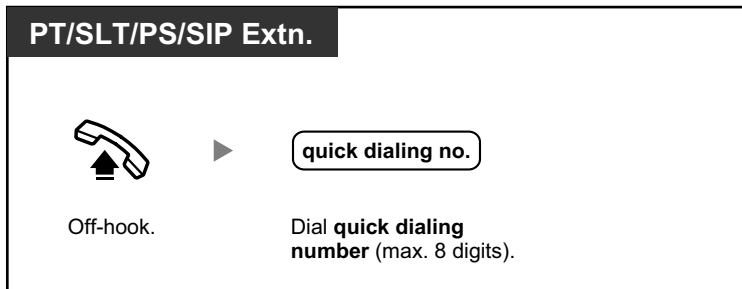 PT/SLT/PS/SIP Extn.
quick dialing no.
Off-hook.
Dial quick dialing
number (max. 8 digits).